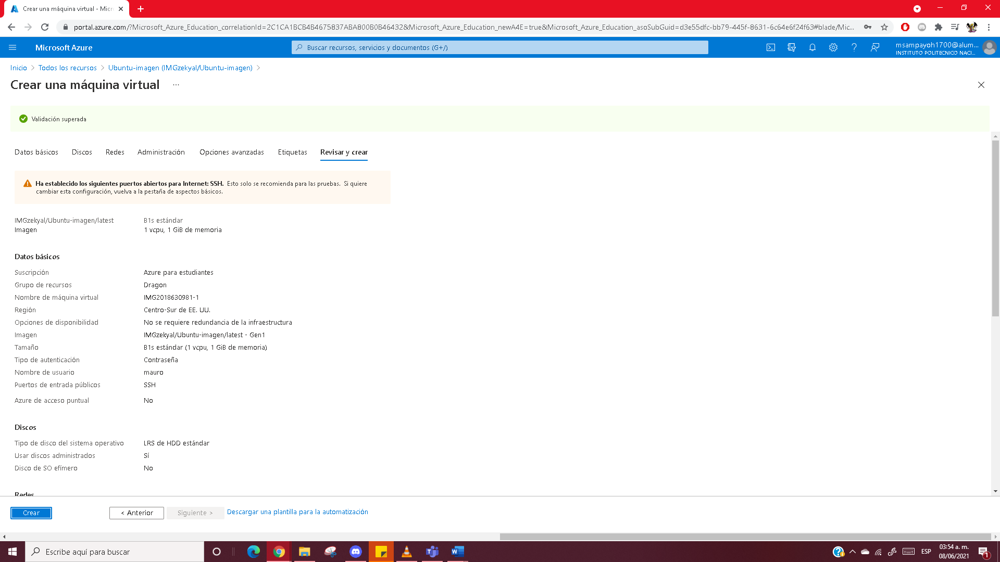 Crear una máquina virtual - Micr
portal.azure.com/?Microsoft_Azure_Education_correlationId=2C1CA1BCB4B4675837ABA800B0B46432&Microsoft_Azure_Education_newA4E=true&Microsoft_Azure_Education_asoSubGuid=d3e55dfc-bb79-445f-8631-6c64e6f24f63#blade/Mic...
Microsoft Azure
Buscar recursos, servicios y documentos (G+/)
msampayoh1700@alum...
INSTITUTO POLITECNICO NACI...
Inicio > Todos los recursos > Ubuntu-imagen (IMGzekyal/Ubuntu-imagen) >
Crear una máquina virtual ...
Validación superada
Datos básicos Discos Redes Administración Opciones avanzadas Etiquetas Revisar y crear
Ha establecido los siguientes puertos abiertos para Internet: SSH. Esto solo se recomienda para las pruebas. Si quiere
cambiar esta configuración, vuelva a la pestaña de aspectos básicos.
IMGzekyal/Ubuntu-imagen/latest B1s estándar
Imagen 1 vcpu, 1 GiB de memoria
Datos básicos
Suscripción Azure para estudiantes
Grupo de recursos Dragon
Nombre de máquina virtual IMG2018630981-1
Región Centro-Sur de EE. UU.
Opciones de disponibilidad No se requiere redundancia de la infraestructura
Imagen IMGzekyal/Ubuntu-imagen/latest - Gen1
Tamaño B1s estándar (1 vcpu, 1 GiB de memoria)
Tipo de autenticación Contraseña
Nombre de usuario mauro
Puertos de entrada públicos SSH
Azure de acceso puntual No
Discos
Tipo de disco del sistema operativo LRS de HDD estándar
Usar discos administrados Sí
Disco de SO efímero No
Redes
Crear < Anterior Siguiente > Descargar una plantilla para la automatización
Escribe aquí para buscar
ESP
03:54 a. m.
08/06/2021
1